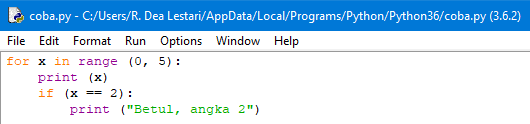 coba.py - C:/Users/R. Dea Lestari/AppData/Local/Programs/Python/Python36/coba.py (3.6.2)
File Edit Format Run Options Window Help
for x in range (0, 5):
    print (x)
    if (x == 2):
        print ("Betul, angka 2")